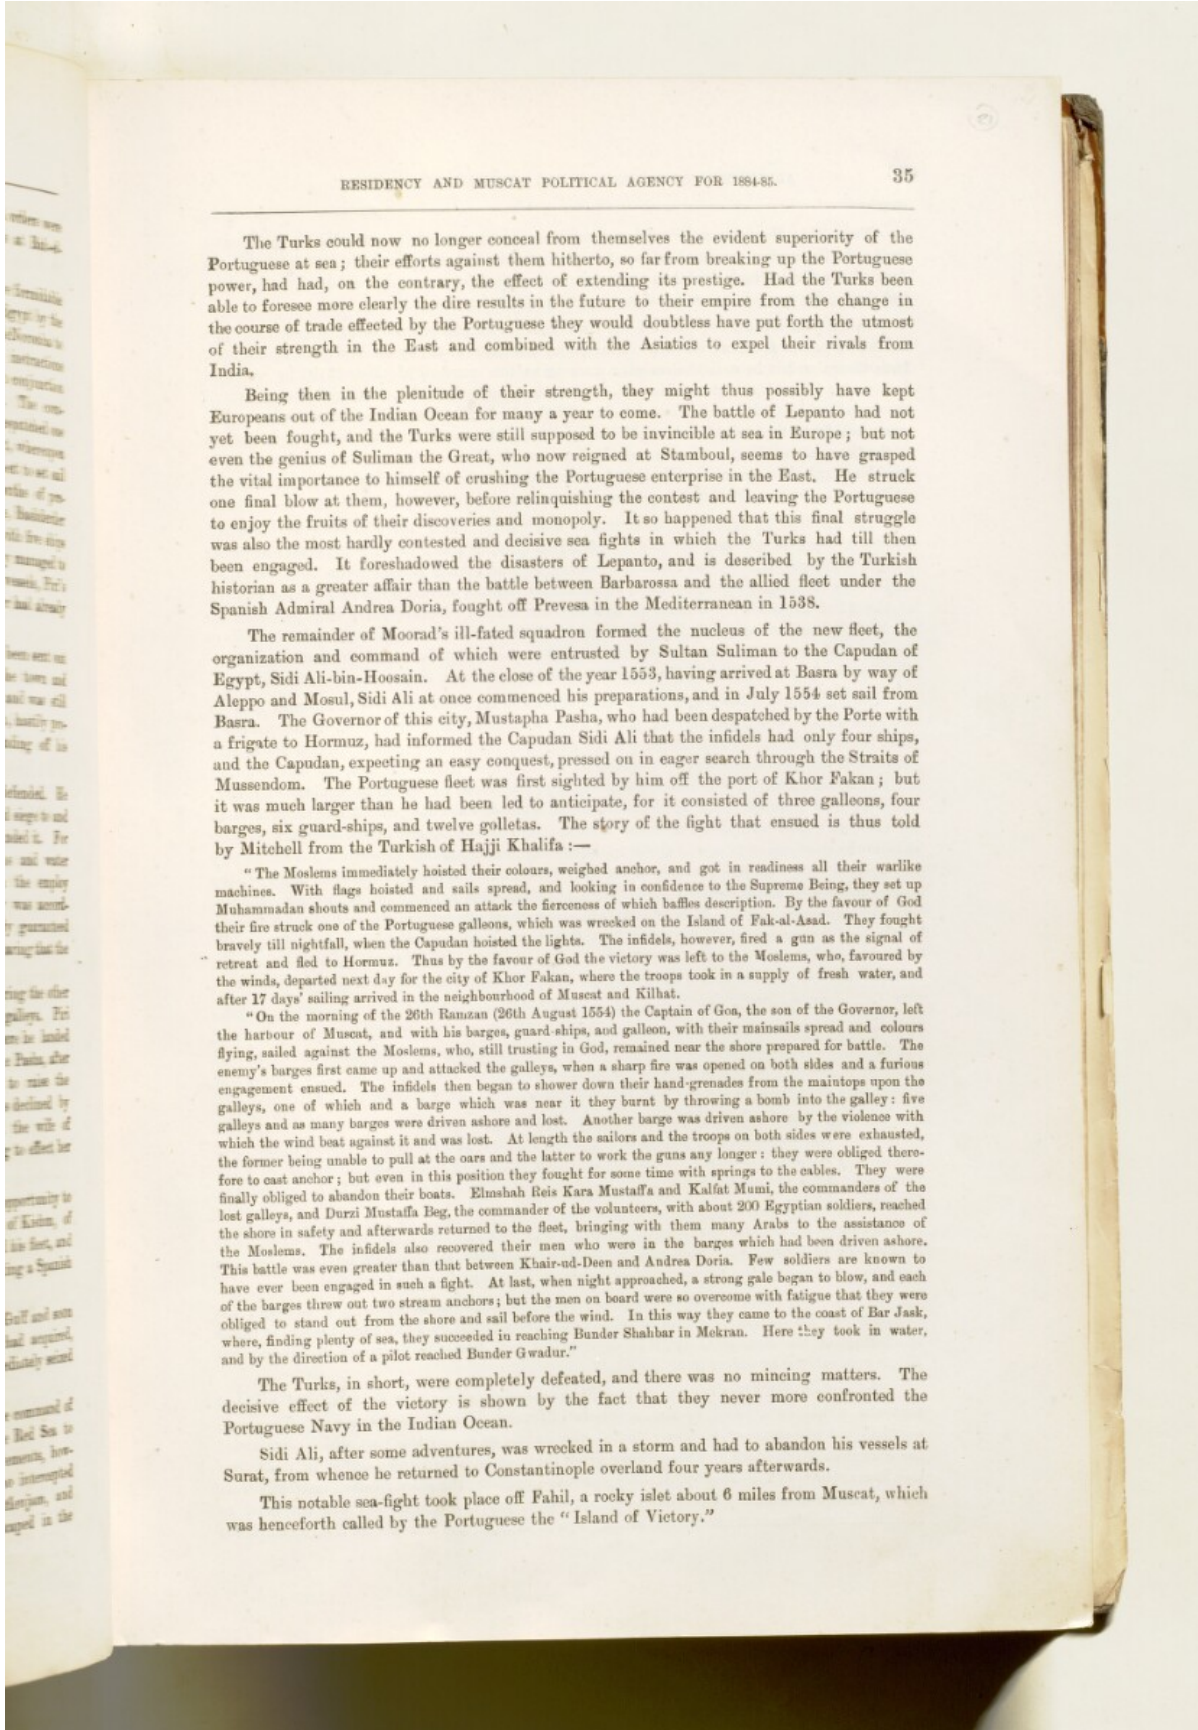 RESIDENCY AND MUSCAT POLITICAL AGENCY FOR 1884-85.
35
The Turks could now no longer conceal from themselves the evident superiority of the
Portuguese at sea; their efforts against them hitherto, so far from breaking up the Portuguese
power, had had, on the contrary, the effect of extending its prestige. Had the Turks been
able to foresee more clearly the dire results in the future to their empire from the change in
the course of trade effected by the Portuguese they would doubtless have put forth the utmost
of their strength in the East and combined with the Asiatics to expel their rivals from
India.
Being then in the plenitude of their strength, they might thus possibly have kept
Europeans out of the Indian Ocean for many a year to come. The battle of Lepanto had not
yet been fought, and the Turks were still supposed to be invincible at sea in Europe; but not
even the genius of Suliman the Great, who now reigned at Stamboul, seems to have grasped
the vital importance to himself of crushing the Portuguese enterprise in the East. He struck
one final blow at them, however, before relinquishing the contest and leaving the Portuguese
to enjoy the fruits of their discoveries and monopoly. It so happened that this final struggle
was also the most hardly contested and decisive sea fights in which the Turks had till then
been engaged. It foreshadowed the disasters of Lepanto, and is described by the Turkish
historian as a greater affair than the battle between Barbarossa and the allied fleet under the
Spanish Admiral Andrea Doria, fought off Prevesa in the Mediterranean in 1538.
The remainder of Moorad's ill-fated squadron formed the nucleus of the new fleet, the
organization and command of which were entrusted by Sultan Suliman to the Capudan of
Egypt, Sidi Ali-bin-Hoosain. At the close of the year 1553, having arrived at Basra by way of
Aleppo and Mosul, Sidi Ali at once commenced his preparations, and in July 1554 set sail from
Basra. The Governor of this city, Mustapha Pasha, who had been despatched by the Porte with
a frigate to Hormuz, had informed the Capudan Sidi Ali that the infidels had only four ships,
and the Capudan, expecting an easy conquest, pressed on in eager search through the Straits of
Mussendom. The Portuguese fleet was first sighted by him off the port of Khor Fakan; but
it was much larger than he had been led to anticipate, for it consisted of three galleons, four
barges, six guard-ships, and twelve golletas. The story of the fight that ensued is thus told
by Mitchell from the Turkish of Hajji Khalifa :—
"The Moslems immediately hoisted their colours, weighed anchor, and got in readiness all their warlike
machines. With flags hoisted and sails spread, and looking in confidence to the Supreme Being, they set up
Muhammadan shouts and commenced an attack the fierceness of which baffles description. By the favour of God
their fire struck one of the Portuguese galleons, which was wrecked on the Island of Fak-al-Asad. They fought
bravely till nightfall, when the Capudan hoisted the lights. The infidels, however, fired a gun as the signal of
retreat and fled to Hormuz. Thus by the favour of God the victory was left to the Moslems, who, favoured by
the winds, departed next day for the city of Khor Fakan, where the troops took in a supply of fresh water, and
after 17 days' sailing arrived in the neighbourhood of Muscat and Kilhat.
"On the morning of the 26th Ramzan (26th August 1554) the Captain of Goa, the son of the Governor, left
the harbour of Muscat, and with his barges, guard-ships, and galleon, with their mainsails spread and colours
flying, sailed against the Moslems, who, still trusting in God, remained near the shore prepared for battle. The
enemy's barges first came up and attacked the galleys, when a sharp fire was opened on both sides and a furious
engagement ensued. The infidels then began to shower down their hand-grenades from the maintops upon the
galleys, one of which and a barge which was near it they burnt by throwing a bomb into the galley: five
galleys and as many barges were driven ashore and lost. Another barge was driven ashore by the violence with
which the wind beat against it and was lost. At length the sailors and the troops on both sides were exhausted,
the former being unable to pull at the oars and the latter to work the guns any longer: they were obliged there-
fore to cast anchor; but even in this position they fought for some time with springs to the cables. They were
finally obliged to abandon their boats. Elmshah Reis Kara Mustaffa and Kalfat Mumi, the commanders of the
lost galleys, and Durzi Mustaffa Beg, the commander of the volunteers, with about 200 Egyptian soldiers, reached
the shore in safety and afterwards returned to the fleet, bringing with them many Arabs to the assistance of
the Moslems. The infidels also recovered their men who were in the barges which had been driven ashore.
This battle was even greater than that between Khair-ud-Deen and Andrea Doria. Few soldiers are known to
have ever been engaged in such a fight. At last, when night approached, a strong gale began to blow, and each
of the barges threw out two stream anchors; but the men on board were so overcome with fatigue that they were
obliged to stand out from the shore and sail before the wind. In this way they came to the coast of Bar Jask,
where, finding plenty of sea, they succeeded in reaching Bunder Shahbar in Mekran. Here they took in water,
and by the direction of a pilot reached Bunder Gwadur."
The Turks, in short, were completely defeated, and there was no mincing matters. The
decisive effect of the victory is shown by the fact that they never more confronted the
Portuguese Navy in the Indian Ocean.
Sidi Ali, after some adventures, was wrecked in a storm and had to abandon his vessels at
Surat, from whence he returned to Constantinople overland four years afterwards.
This notable sea-fight took place off Fahil, a rocky islet about 6 miles from Muscat, which
was henceforth called by the Portuguese the "Island of Victory."